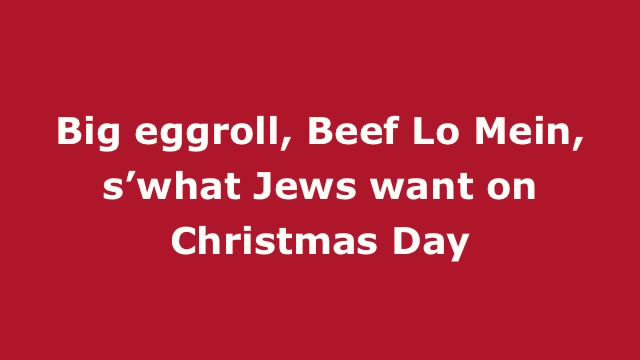 Big eggroll, Beef Lo Mein,
s’what Jews want on
Christmas Day